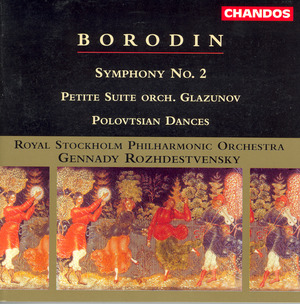 CHANDOS
BORODIN
SYMPHONY NO. 2
PETITE SUITE ORCH. GLAZUNOV
POLOVTSIAN DANCES
ROYAL STOCKHOLM PHILHARMONIC ORCHESTRA
GENNADY ROZHDESTVENSKY